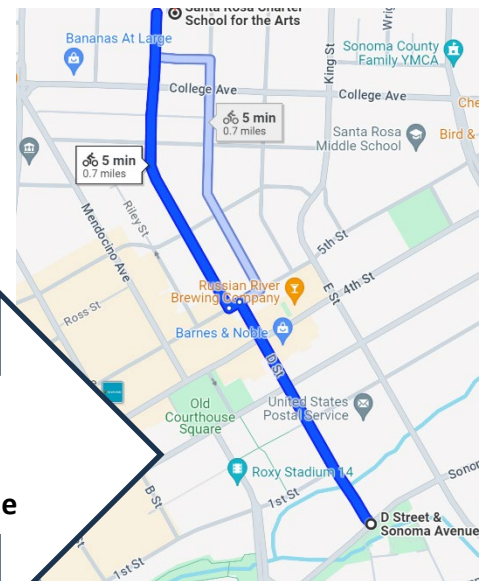 Santa Rosa Charter
School for the Arts
Bananas At Large
King St
Sonoma County
Family YMCA
College Ave
College Ave
5 min
0.7 miles
Santa Rosa
Middle School
Bird &
5 min
0.7 miles
Mendocino Ave
Riley St
5th St
4th St
E St
Russian River
Brewing Company
Ross St
Barnes & Noble
D St
Old
Courthouse
Square
United States
Postal Service
Roxy Stadium 14
B St
1st St
1st St
D Street &
Sonoma Avenue
e